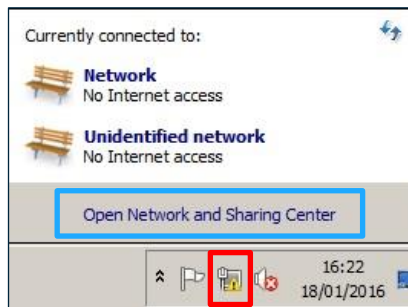 Currently connected to:
Network
No Internet access
Unidentified network
No Internet access
Open Network and Sharing Center
16:22
18/01/2016